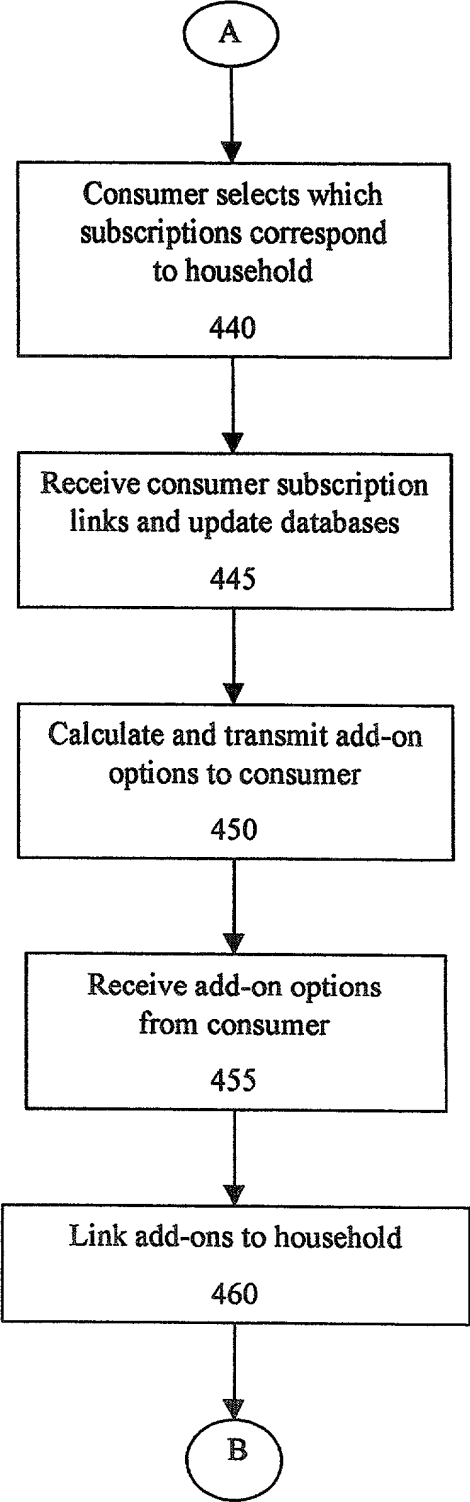 A
Consumer selects which
subscriptions correspond
to household
440
Receive consumer subscription
links and update databases
445
Calculate and transmit add-on
options to consumer
450
Receive add-on options
from consumer
455
Link add-ons to household
460
B